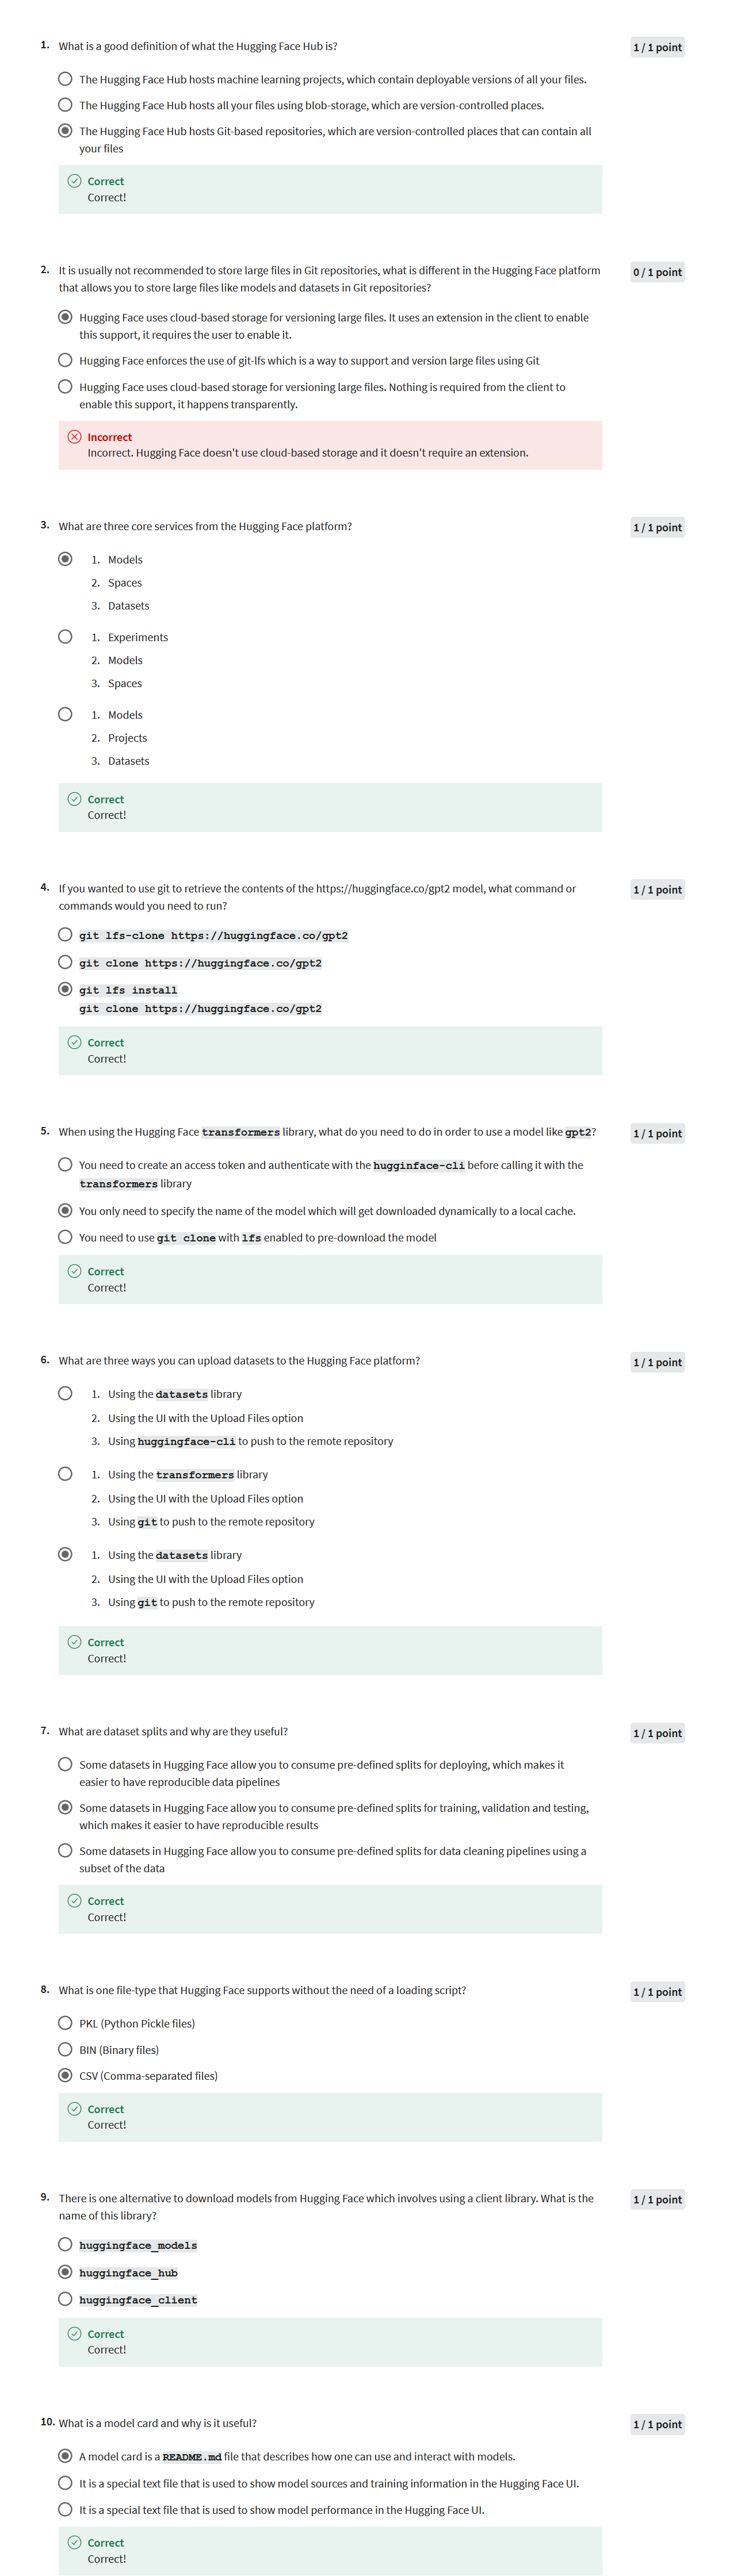 1. What is a good definition of what the Hugging Face Hub is?
1 / 1 point
The Hugging Face Hub hosts machine learning projects, which contain deployable versions of all your files.
The Hugging Face Hub hosts all your files using blob-storage, which are version-controlled places.
The Hugging Face Hub hosts Git-based repositories, which are version-controlled places that can contain all
your files
Correct
Correct!
2. It is usually not recommended to store large files in Git repositories, what is different in the Hugging Face platform
that allows you to store large files like models and datasets in Git repositories?
0 / 1 point
Hugging Face uses cloud-based storage for versioning large files. It uses an extension in the client to enable
this support, it requires the user to enable it.
Hugging Face enforces the use of git-lfs which is a way to support and version large files using Git
Hugging Face uses cloud-based storage for versioning large files. Nothing is required from the client to
enable this support, it happens transparently.
Incorrect
Incorrect. Hugging Face doesn't use cloud-based storage and it doesn't require an extension.
3. What are three core services from the Hugging Face platform?
1 / 1 point
1. Models
2. Spaces
3. Datasets
1. Experiments
2. Models
3. Spaces
1. Models
2. Projects
3. Datasets
Correct
Correct!
4. If you wanted to use git to retrieve the contents of the https://huggingface.co/gpt2 model, what command or
commands would you need to run?
1 / 1 point
git lfs-clone https://huggingface.co/gpt2
git clone https://huggingface.co/gpt2
git lfs install
git clone https://huggingface.co/gpt2
Correct
Correct!
5. When using the Hugging Face transformers library, what do you need to do in order to use a model like gpt2?
1 / 1 point
You need to create an access token and authenticate with the hugginface-cli before calling it with the
transformers library
You only need to specify the name of the model which will get downloaded dynamically to a local cache.
You need to use git clone with lfs enabled to pre-download the model
Correct
Correct!
6. What are three ways you can upload datasets to the Hugging Face platform?
1 / 1 point
1. Using the datasets library
2. Using the UI with the Upload Files option
3. Using huggingface-cli to push to the remote repository
1. Using the transformers library
2. Using the UI with the Upload Files option
3. Using git to push to the remote repository
1. Using the datasets library
2. Using the UI with the Upload Files option
3. Using git to push to the remote repository
Correct
Correct!
7. What are dataset splits and why are they useful?
1 / 1 point
Some datasets in Hugging Face allow you to consume pre-defined splits for deploying, which makes it
easier to have reproducible data pipelines
Some datasets in Hugging Face allow you to consume pre-defined splits for training, validation and testing,
which makes it easier to have reproducible results
Some datasets in Hugging Face allow you to consume pre-defined splits for data cleaning pipelines using a
subset of the data
Correct
Correct!
8. What is one file-type that Hugging Face supports without the need of a loading script?
1 / 1 point
PKL (Python Pickle files)
BIN (Binary files)
CSV (Comma-separated files)
Correct
Correct!
9. There is one alternative to download models from Hugging Face which involves using a client library. What is the
name of this library?
1 / 1 point
huggingface_models
huggingface_hub
huggingface_client
Correct
Correct!
10. What is a model card and why is it useful?
1 / 1 point
A model card is a README.md file that describes how one can use and interact with models.
It is a special text file that is used to show model sources and training information in the Hugging Face UI.
It is a special text file that is used to show model performance in the Hugging Face UI.
Correct
Correct!